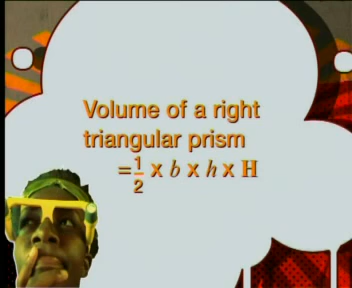 Volume of a right
triangular prism
= 1/2 x b x h x H